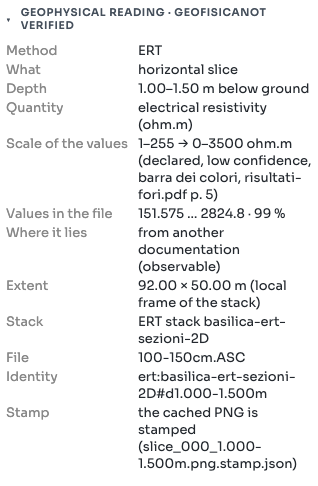 ▾ GEOPHYSICAL READING · GEOFISICANOT
VERIFIED
Method ERT
What horizontal slice
Depth 1.00–1.50 m below ground
Quantity electrical resistivity
(ohm.m)
Scale of the values 1–255 → 0–3500 ohm.m
(declared, low confidence,
barra dei colori, risultati-
fori.pdf p. 5)
Values in the file 151.575 … 2824.8 · 99 %
Where it lies from another
documentation
(observable)
Extent 92.00 × 50.00 m (local
frame of the stack)
Stack ERT stack basilica-ert-
sezioni-2D
File 100-150cm.ASC
Identity ert:basilica-ert-sezioni-
2D#d1.000-1.500m
Stamp the cached PNG is
stamped
(slice_000_1.000-
1.500m.png.stamp.json)